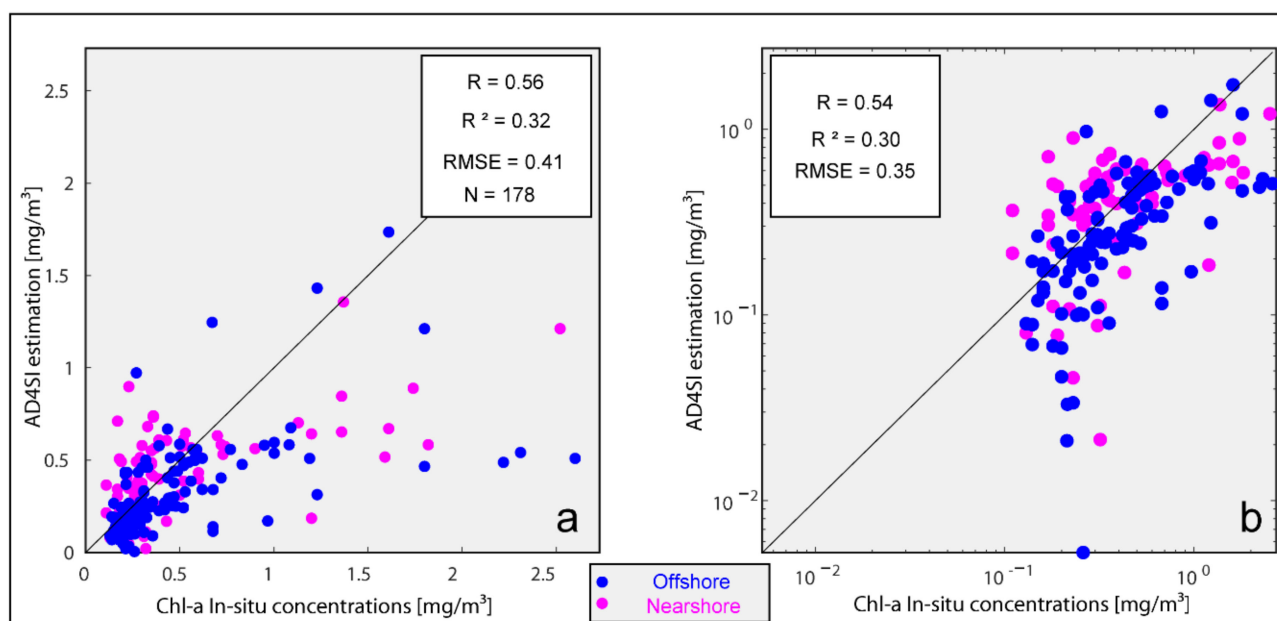 2.5
2
1.5
1
0.5
0
AD4SI estimation [mg/m³]
R = 0.56
R ² = 0.32
RMSE = 0.41
N = 178
a
0
0.5
1
1.5
2
2.5
Chl-a In-situ concentrations [mg/m³]
10⁰
10⁻¹
10⁻²
AD4SI estimation [mg/m³]
R = 0.54
R ² = 0.30
RMSE = 0.35
b
10⁻²
10⁻¹
10⁰
Chl-a In-situ concentrations [mg/m³]
Offshore
Nearshore